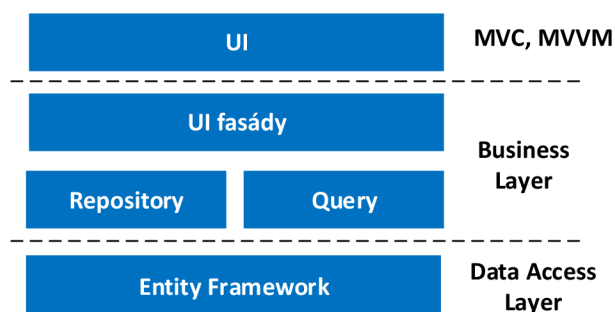 UI
MVC, MVVM
UI fasády
Business
Layer
Repository
Query
Entity Framework
Data Access
Layer